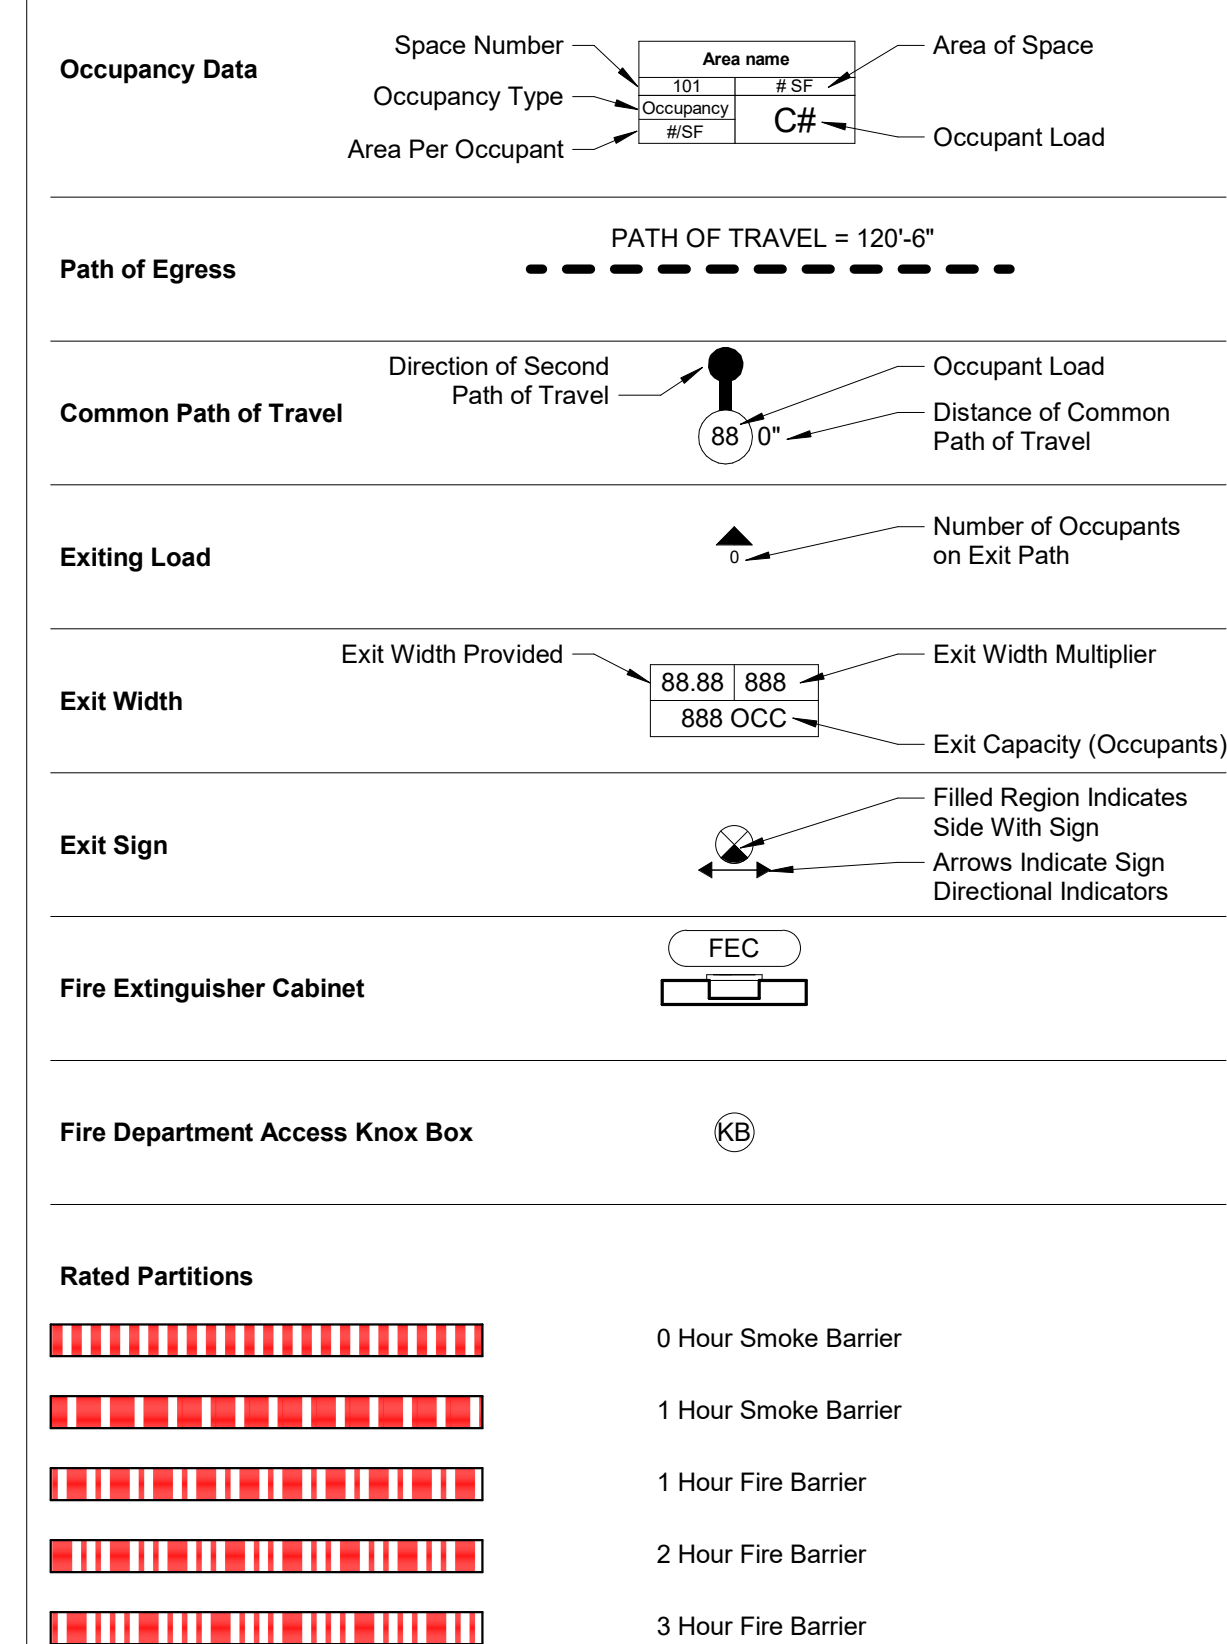 Occupancy Data
Space Number
Occupancy Type
Area Per Occupant
Area name
101
# SF
Occupancy
#/SF
C#
Area of Space
Occupant Load
Path of Egress
PATH OF TRAVEL = 120'-6"
Common Path of Travel
Direction of Second
Path of Travel
88
0"
Occupant Load
Distance of Common
Path of Travel
Exiting Load
0
Number of Occupants
on Exit Path
Exit Width
Exit Width Provided
88.88
888
888 OCC
Exit Width Multiplier
Exit Capacity (Occupants)
Exit Sign
Filled Region Indicates
Side With Sign
Arrows Indicate Sign
Directional Indicators
Fire Extinguisher Cabinet
FEC
Fire Department Access Knox Box
KB
Rated Partitions
0 Hour Smoke Barrier
1 Hour Smoke Barrier
1 Hour Fire Barrier
2 Hour Fire Barrier
3 Hour Fire Barrier